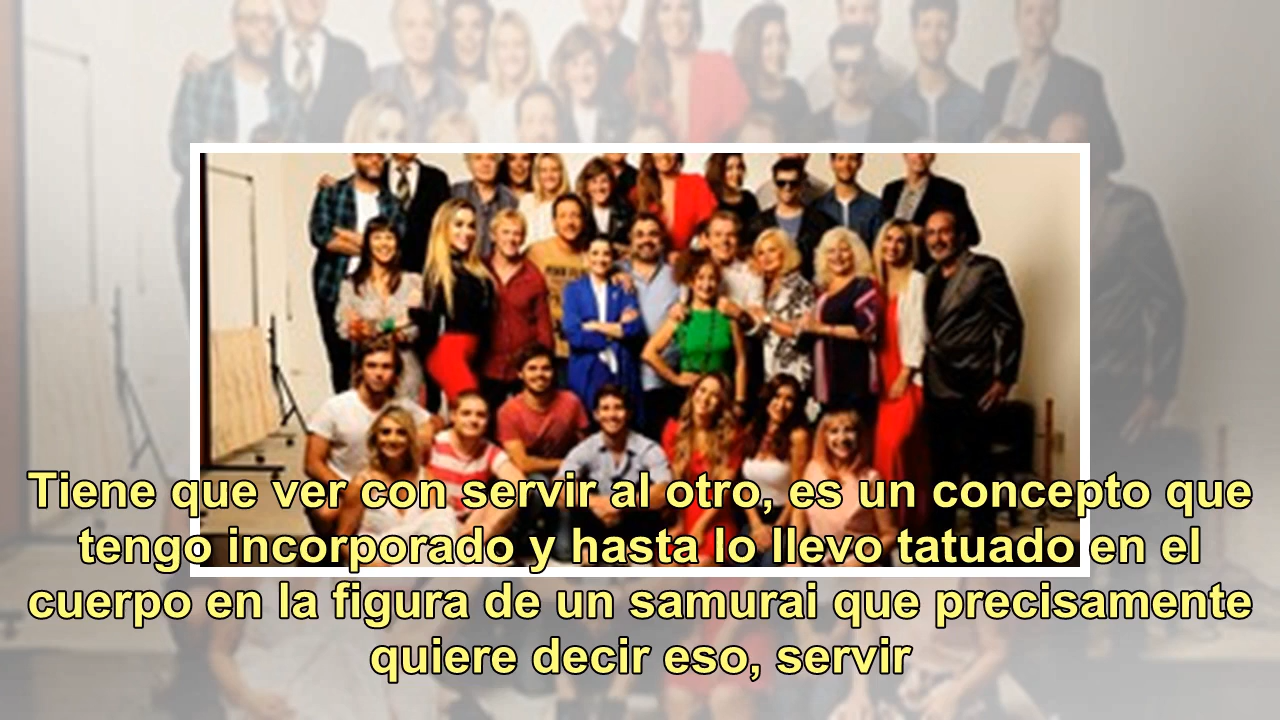 Tiene que ver con servir al otro, es un concepto que
tengo incorporado y hasta lo llevo tatuado en el
cuerpo en la figura de un samurai que precisamente
quiere decir eso, servir